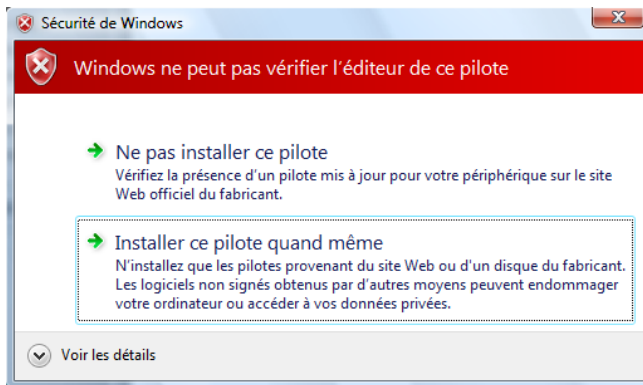 Sécurité de Windows
Windows ne peut pas vérifier l'éditeur de ce pilote
Ne pas installer ce pilote
Vérifiez la présence d'un pilote mis à jour pour votre périphérique sur le site
Web officiel du fabricant.
Installer ce pilote quand même
N'installez que les pilotes provenant du site Web ou d'un disque du fabricant.
Les logiciels non signés obtenus par d'autres moyens peuvent endommager
votre ordinateur ou accéder à vos données privées.
Voir les détails